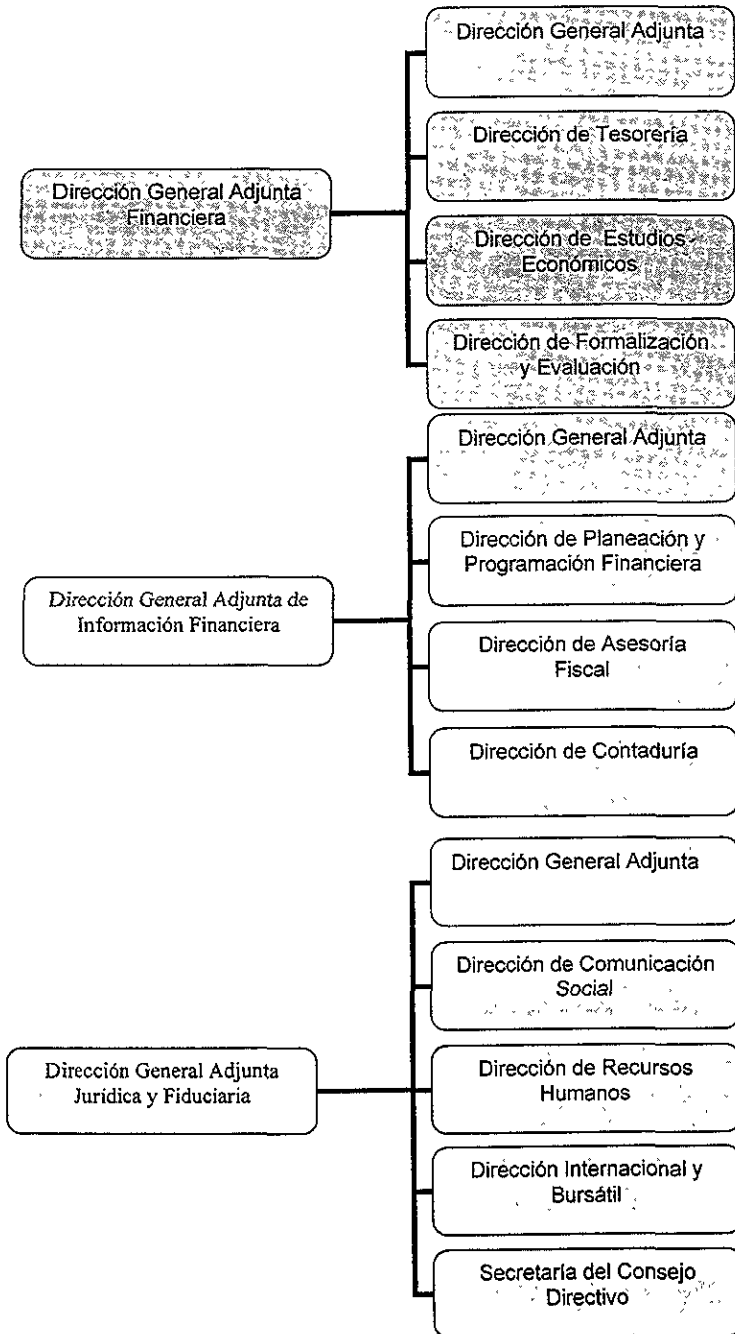 Dirección General Adjunta
Dirección de Tesorería
Dirección General Adjunta
Financiera
Dirección de Estudios
Económicos
Dirección de Formalización
y Evaluación
Dirección General Adjunta
Dirección de Planeación y
Programación Financiera
Dirección General Adjunta de
Información Financiera
Dirección de Asesoría
Fiscal
Dirección de Contaduría
Dirección General Adjunta
Dirección de Comunicación
Social
Dirección General Adjunta
Jurídica y Fiduciaria
Dirección de Recursos
Humanos
Dirección Internacional y
Bursátil
Secretaría del Consejo
Directivo